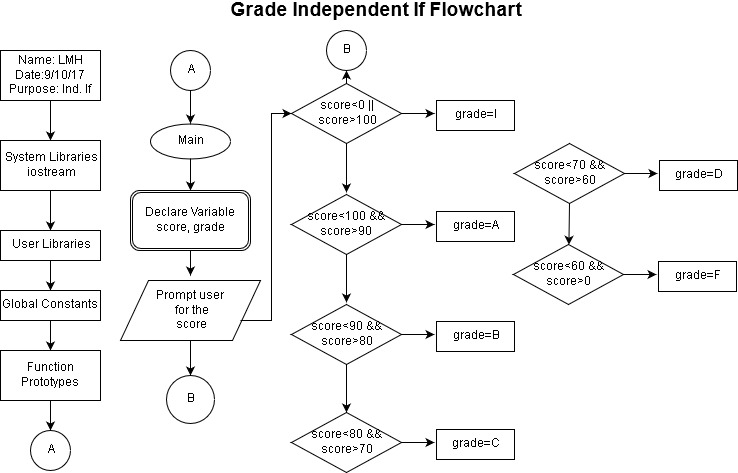 Grade Independent If Flowchart
Name: LMH
Date:9/10/17
Purpose: Ind. If
System Libraries
iostream
User Libraries
Global Constants
Function
Prototypes
A
A
Main
Declare Variable
score, grade
Prompt user
for the
score
B
B
score<0 ||
score>100
grade=I
score<100 &&
score>90
grade=A
score<90 &&
score>80
grade=B
score<80 &&
score>70
grade=C
score<70 &&
score>60
grade=D
score<60 &&
score>0
grade=F